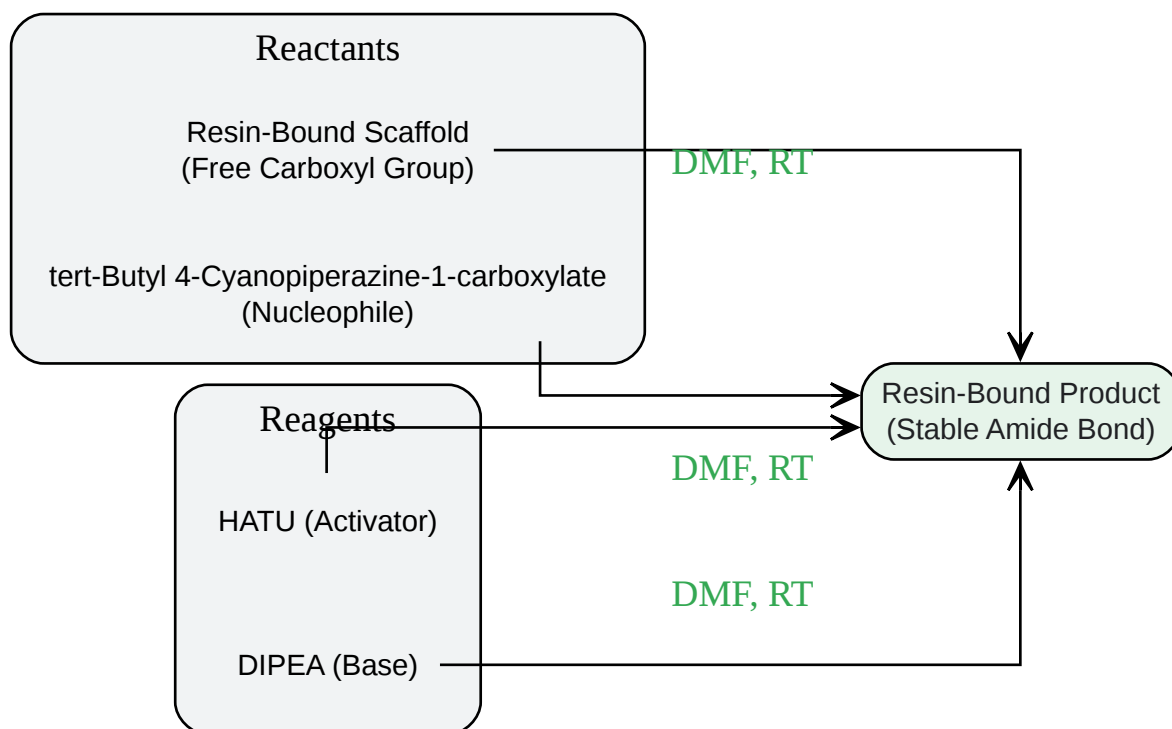 Reactants
Resin-Bound Scaffold
(Free Carboxyl Group)
DMF, RT
tert-Butyl 4-Cyanopiperazine-1-carboxylate
(Nucleophile)
Resin-Bound Product
(Stable Amide Bond)
Reagents
DMF, RT
HATU (Activator)
DMF, RT
DIPEA (Base)